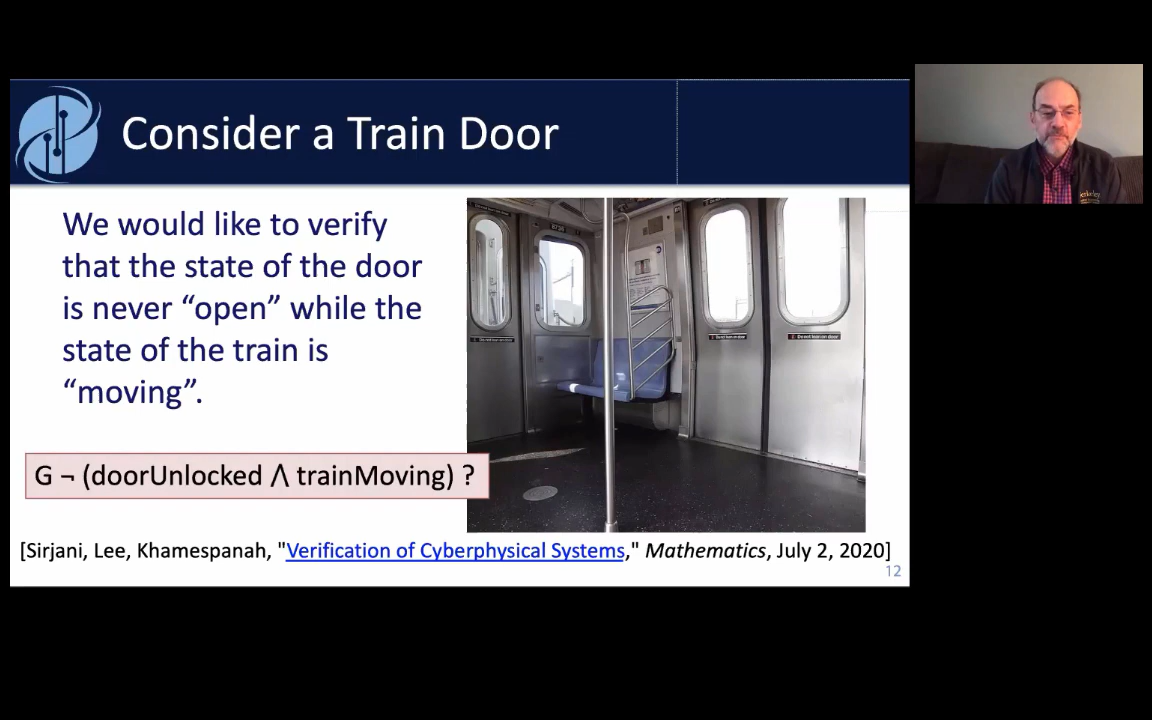 Consider a Train Door
We would like to verify
that the state of the door
is never “open” while the
state of the train is
“moving”.
G ¬ (doorUnlocked ⋀ trainMoving) ?
[Sirjani, Lee, Khamespanah, "Verification of Cyberphysical Systems," Mathematics, July 2, 2020]
12